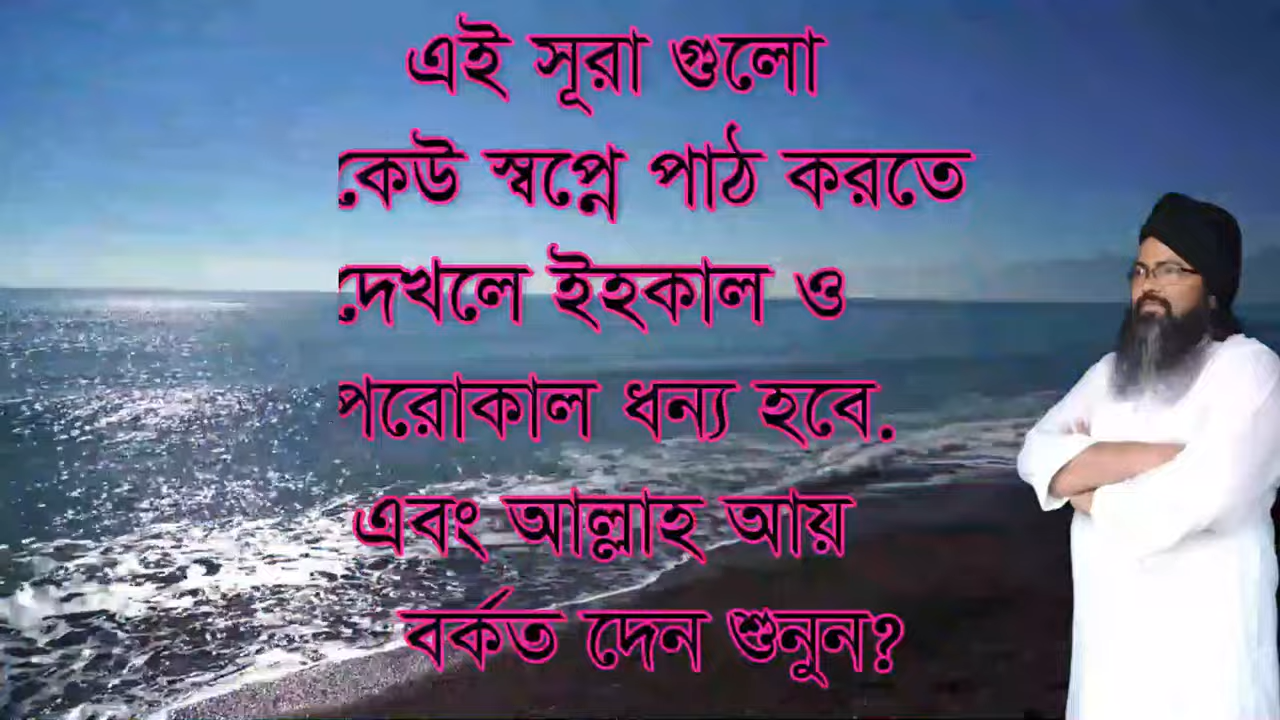 এই সূরা গুলো
কেউ স্বপ্নে পাঠ করতে
দেখলে ইহকাল ও
পরোকাল ধন্য হবে.
এবং আল্লাহ আয়
বর্কত দেন শুনুন?